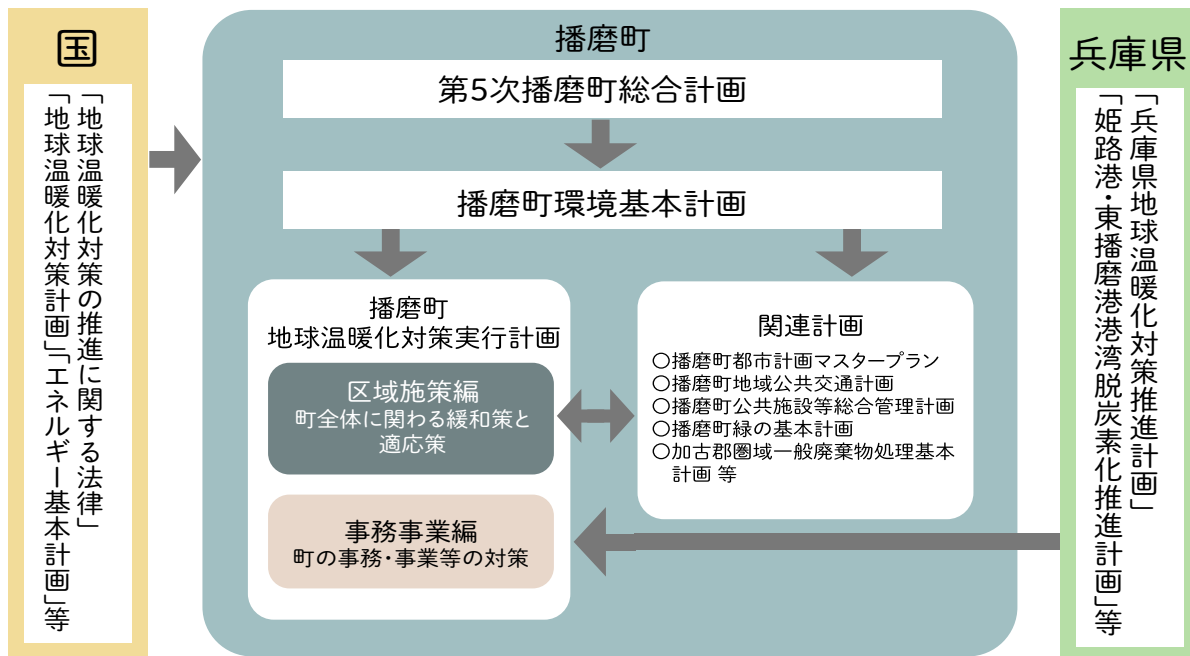 国
「地球温暖化対策の推進に関する法律」
「地球温暖化対策計画」「エネルギー基本計画」等
播磨町
第5次播磨町総合計画
播磨町環境基本計画
播磨町
地球温暖化対策実行計画
区域施策編
町全体に関わる緩和策と
適応策
事務事業編
町の事務・事業等の対策
関連計画
〇播磨町都市計画マスタープラン
〇播磨町地域公共交通計画
〇播磨町公共施設等総合管理計画
〇播磨町緑の基本計画
〇加古郡圏域一般廃棄物処理基本
計画 等
兵庫県
「兵庫県地球温暖化対策推進計画」
「姫路港・東播磨港港湾脱炭素化推進計画」等